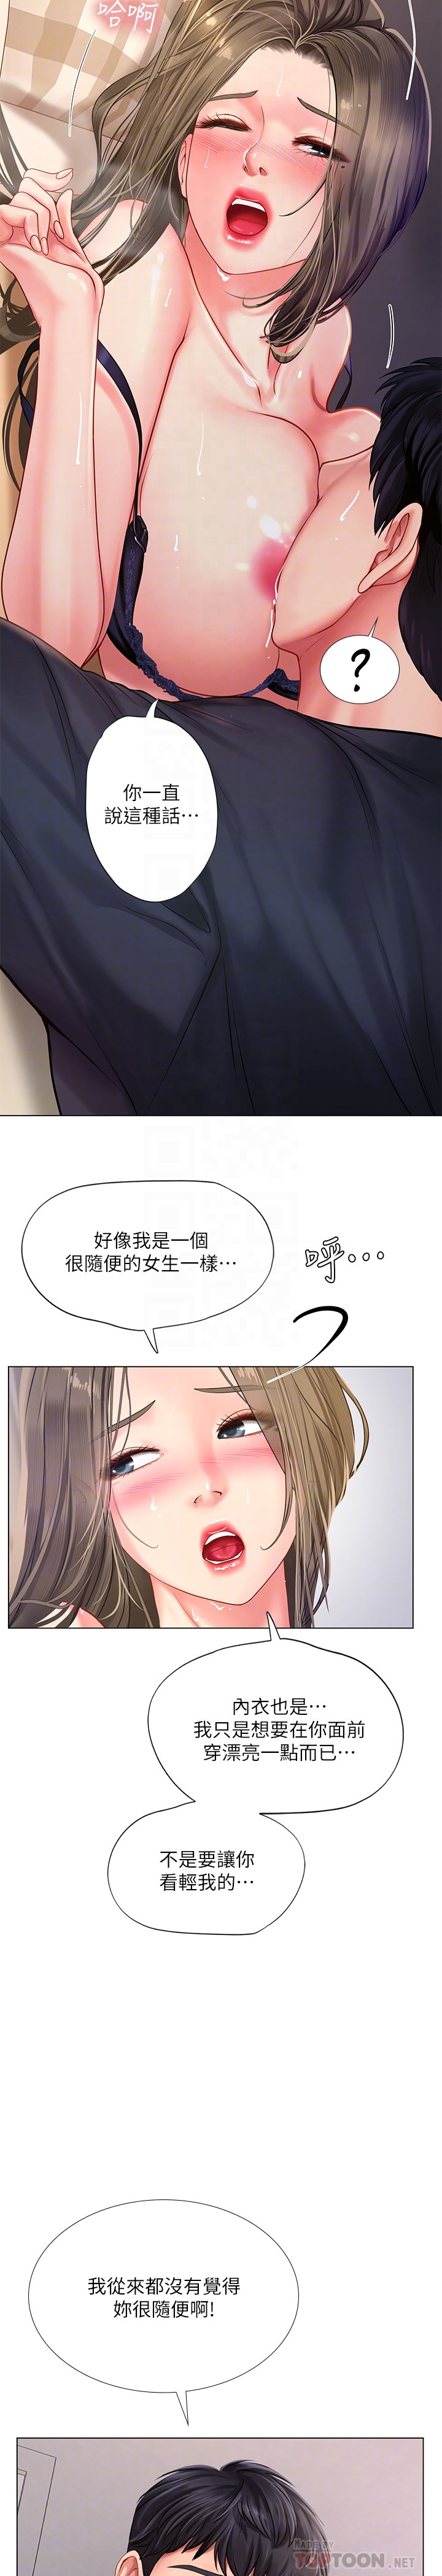 哈啊
?
你一直
說這種話⋯
好像我是一個
很隨便的女生一樣⋯
呼⋯
內衣也是⋯
我只是想要在你面前
穿漂亮一點而已⋯
不是要讓你
看輕我的⋯
我從來都沒有覺得
妳很隨便啊!
MADE BY
TOPTOON.NET